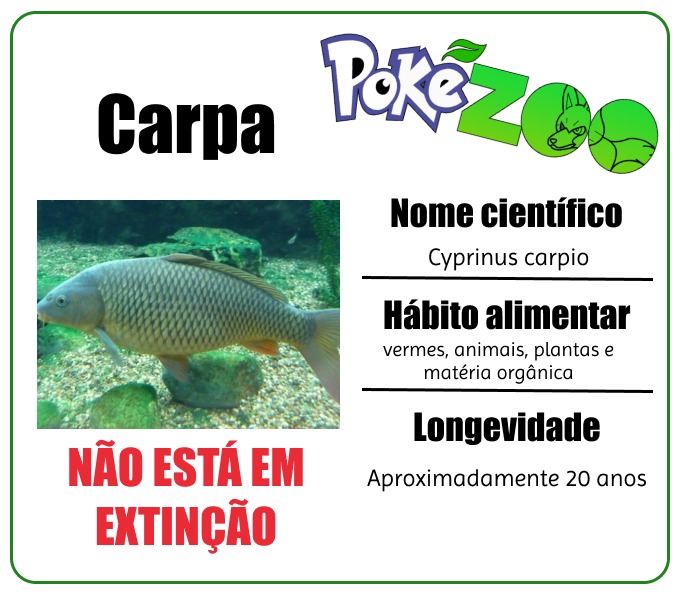 PokéZOO
Carpa
Nome científico
Cyprinus carpio
Hábito alimentar
vermes, animais, plantas e
matéria orgânica
Longevidade
Aproximadamente 20 anos
NÃO ESTÁ EM
EXTINÇÃO